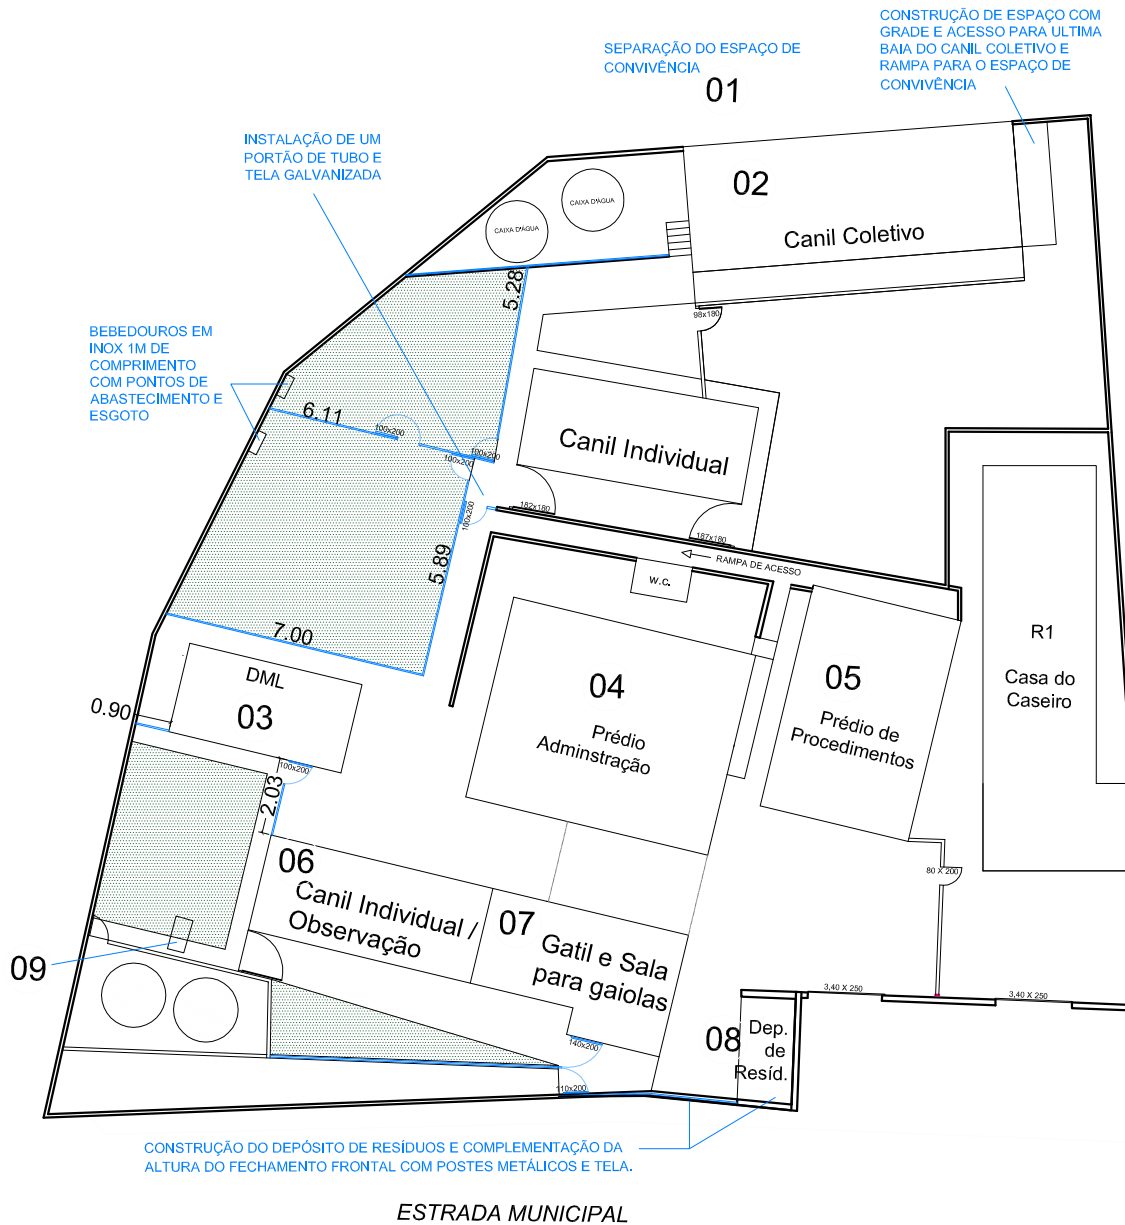 CONSTRUÇÃO DE ESPAÇO COM
GRADE E ACESSO PARA ULTIMA
BAIA DO CANIL COLETIVO E
RAMPA PARA O ESPAÇO DE
CONVIVÊNCIA
SEPARAÇÃO DO ESPAÇO DE
CONVIVÊNCIA
01
INSTALAÇÃO DE UM
PORTÃO DE TUBO E
TELA GALVANIZADA
02
Canil Coletivo
CAIXA D'AGUA
CAIXA D'AGUA
5.28
98x180
BEBEDOUROS EM
INOX 1M DE
COMPRIMENTO
COM PONTOS DE
ABASTECIMENTO E
ESGOTO
6.11
100x200
100x200
100x200
100x200
Canil Individual
182x180
187x180
RAMPA DE ACESSO
W.C.
5.89
7.00
DML
03
0.90
04
Prédio
Adminstração
05
Prédio de
Procedimentos
R1
Casa do
Caseiro
100x200
2.03
06
Canil Individual /
Observação
07
Gatil e Sala
para gaiolas
80 X 200
09
3,40 X 250
3,40 X 250
08
Dep.
de
Resíd.
140x200
110x200
CONSTRUÇÃO DO DEPÓSITO DE RESÍDUOS E COMPLEMENTAÇÃO DA
ALTURA DO FECHAMENTO FRONTAL COM POSTES METÁLICOS E TELA.
ESTRADA MUNICIPAL